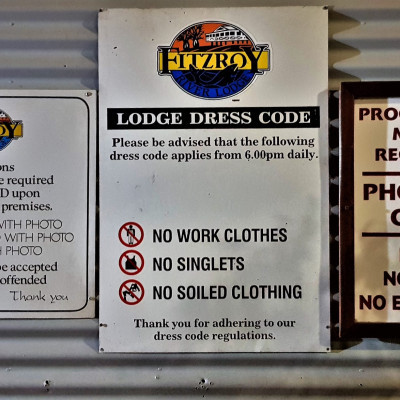 FITZROY
RIVER LODGE
LODGE DRESS CODE
Please be advised that the following
dress code applies from 6.00pm daily.
NO WORK CLOTHES
NO SINGLETS
NO SOILED CLOTHING
Thank you for adhering to our
dress code regulations.
ZROY
ons
e required
D upon
premises.
WITH PHOTO
D WITH PHOTO
H PHOTO
be accepted
offended
Thank you
PRO
M
REC
PHO
NO
NO E